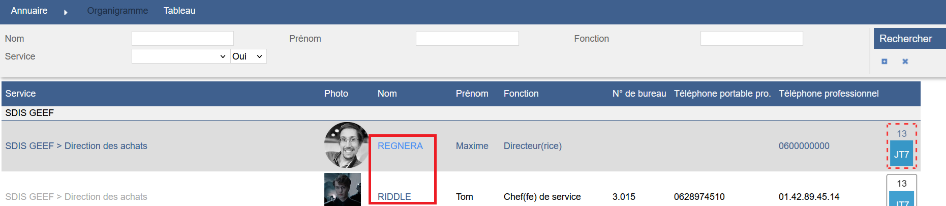 Annuaire Organigramme Tableau
Nom Prénom Fonction Rechercher
Service Oui
Service Photo Nom Prénom Fonction N° de bureau Téléphone portable pro. Téléphone professionnel
SDIS GEEF
13
SDIS GEEF > Direction des achats REGNERA Maxime Directeur(rice) 0600000000
JT7
13
SDIS GEEF > Direction des achats RIDDLE Tom Chef(fe) de service 3.015 0628974510 01.42.89.45.14
JT7